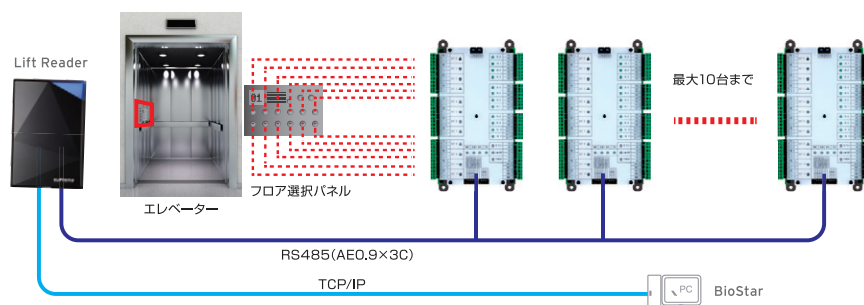 Lift Reader
01
最大10台まで
フロア選択パネル
エレベーター
RS485(AE0.9×3C)
TCP/IP
PC
BioStar